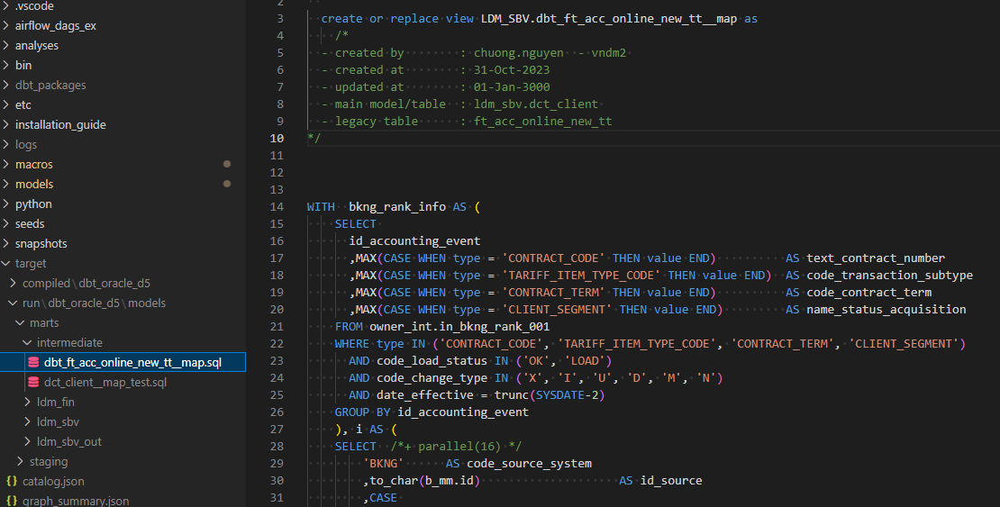 .vscode
airflow_dags_ex
analyses
bin
dbt_packages
etc
installation_guide
logs
macros
models
python
seeds
snapshots
target
compiled\dbt_oracle_d5
run\dbt_oracle_d5\models
marts
intermediate
dbt_ft_acc_online_new_tt__map.sql
dct_client__map_test.sql
ldm_fin
ldm_sbv
ldm_sbv_out
staging
catalog.json
graph_summary.json
2
3 create or replace view LDM_SBV.dbt_ft_acc_online_new_tt__map as
4 /*
5 - created by : chuong.nguyen - vndm2
6 - created at : 31-Oct-2023
7 - updated at : 01-Jan-3000
8 - main model/table : ldm_sbv.dct_client
9 - legacy table : ft_acc_online_new_tt
10 */
11
12
13
14 WITH bkng_rank_info AS (
15 SELECT
16 id_accounting_event
17 ,MAX(CASE WHEN type = 'CONTRACT_CODE' THEN value END) AS text_contract_number
18 ,MAX(CASE WHEN type = 'TARIFF_ITEM_TYPE_CODE' THEN value END) AS code_transaction_subtype
19 ,MAX(CASE WHEN type = 'CONTRACT_TERM' THEN value END) AS code_contract_term
20 ,MAX(CASE WHEN type = 'CLIENT_SEGMENT' THEN value END) AS name_status_acquisition
21 FROM owner_int.in_bkng_rank_001
22 WHERE type IN ('CONTRACT_CODE', 'TARIFF_ITEM_TYPE_CODE', 'CONTRACT_TERM', 'CLIENT_SEGMENT')
23 AND code_load_status IN ('OK', 'LOAD')
24 AND code_change_type IN ('X', 'I', 'U', 'D', 'M', 'N')
25 AND date_effective = trunc(SYSDATE-2)
26 GROUP BY id_accounting_event
27 ), i AS (
28 SELECT /*+ parallel(16) */
29 'BKNG' AS code_source_system
30 ,to_char(b_mm.id) AS id_source
31 ,CASE